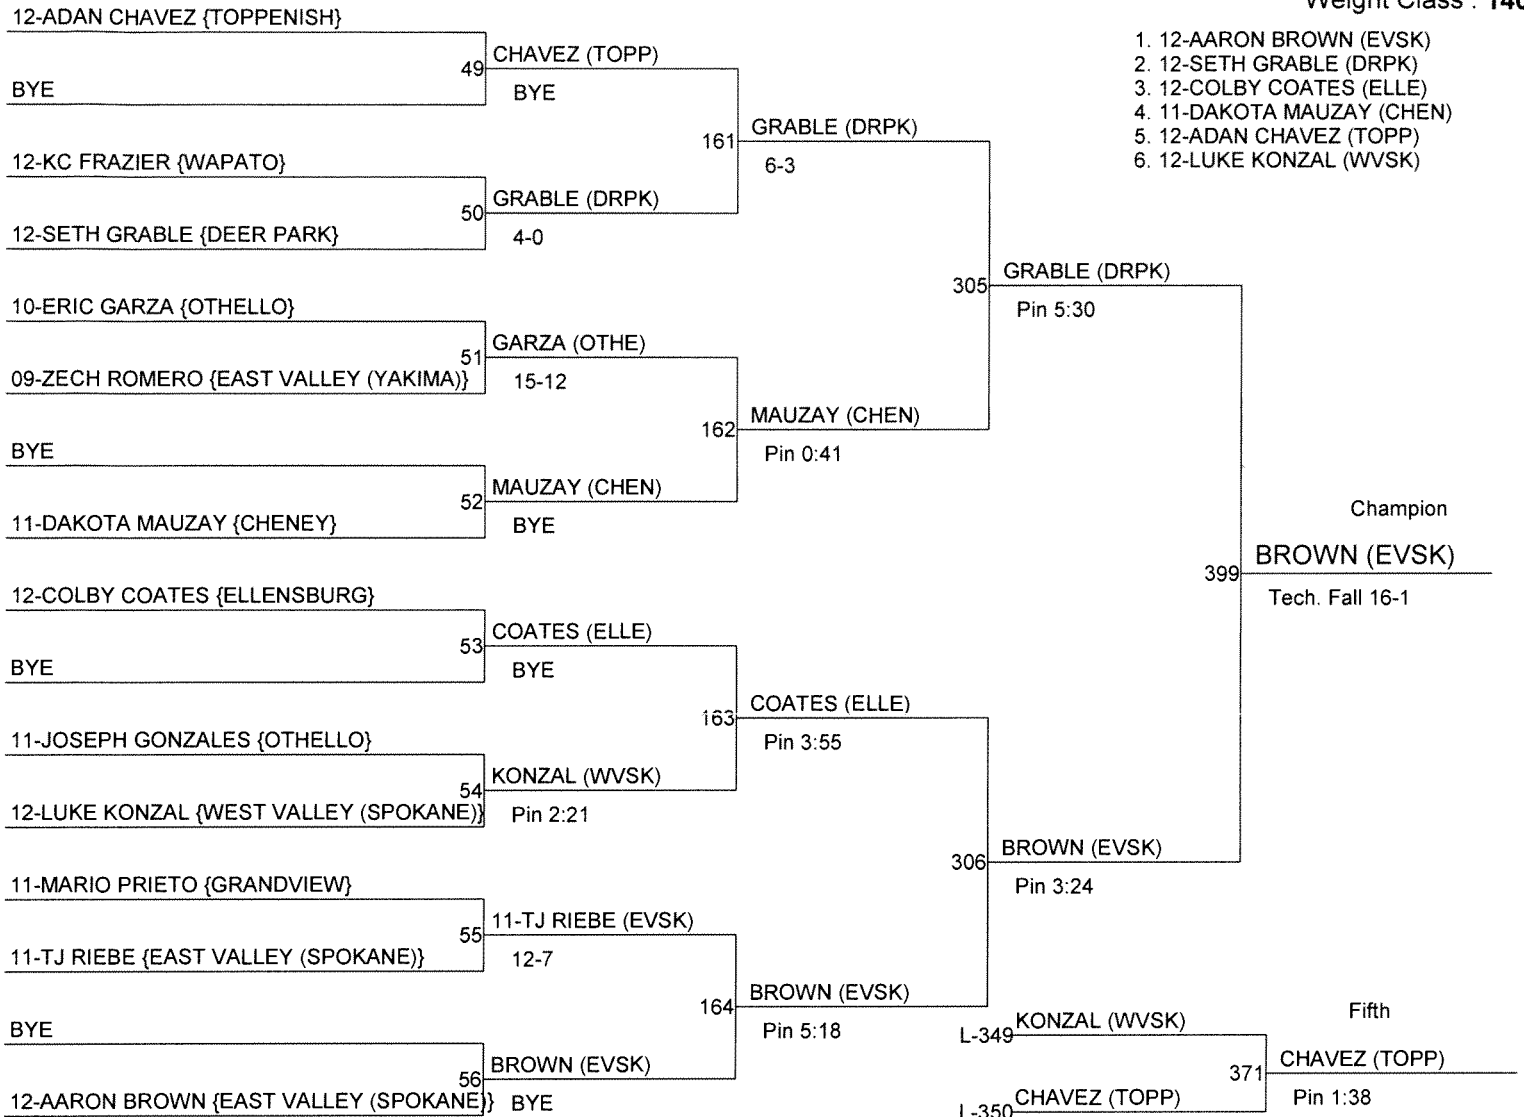 Weight Class :
1. 12-AARON BROWN (EVSK)
2. 12-SETH GRABLE (DRPK)
3. 12-COLBY COATES (ELLE)
4. 11-DAKOTA MAUZAY (CHEN)
5. 12-ADAN CHAVEZ (TOPP)
6. 12-LUKE KONZAL (WVSK)
12-ADAN CHAVEZ {TOPPENISH}
49 CHAVEZ (TOPP)
BYE
BYE
161 GRABLE (DRPK)
6-3
12-KC FRAZIER {WAPATO}
50 GRABLE (DRPK)
12-SETH GRABLE {DEER PARK}
4-0
305 GRABLE (DRPK)
Pin 5:30
10-ERIC GARZA {OTHELLO}
51 GARZA (OTHE)
09-ZECH ROMERO {EAST VALLEY (YAKIMA)}
15-12
162 MAUZAY (CHEN)
Pin 0:41
BYE
52 MAUZAY (CHEN)
11-DAKOTA MAUZAY {CHENEY}
BYE
Champion
399 BROWN (EVSK)
Tech. Fall 16-1
12-COLBY COATES {ELLENSBURG}
53 COATES (ELLE)
BYE
BYE
163 COATES (ELLE)
Pin 3:55
11-JOSEPH GONZALES {OTHELLO}
54 KONZAL (WVSK)
12-LUKE KONZAL {WEST VALLEY (SPOKANE)}
Pin 2:21
306 BROWN (EVSK)
Pin 3:24
11-MARIO PRIETO {GRANDVIEW}
55 11-TJ RIEBE (EVSK)
11-TJ RIEBE {EAST VALLEY (SPOKANE)}
12-7
164 BROWN (EVSK)
Pin 5:18
BYE
56 BROWN (EVSK)
12-AARON BROWN {EAST VALLEY (SPOKANE)}
BYE
Fifth
L-349 KONZAL (WVSK)
371 CHAVEZ (TOPP)
Pin 1:38
L-350 CHAVEZ (TOPP)